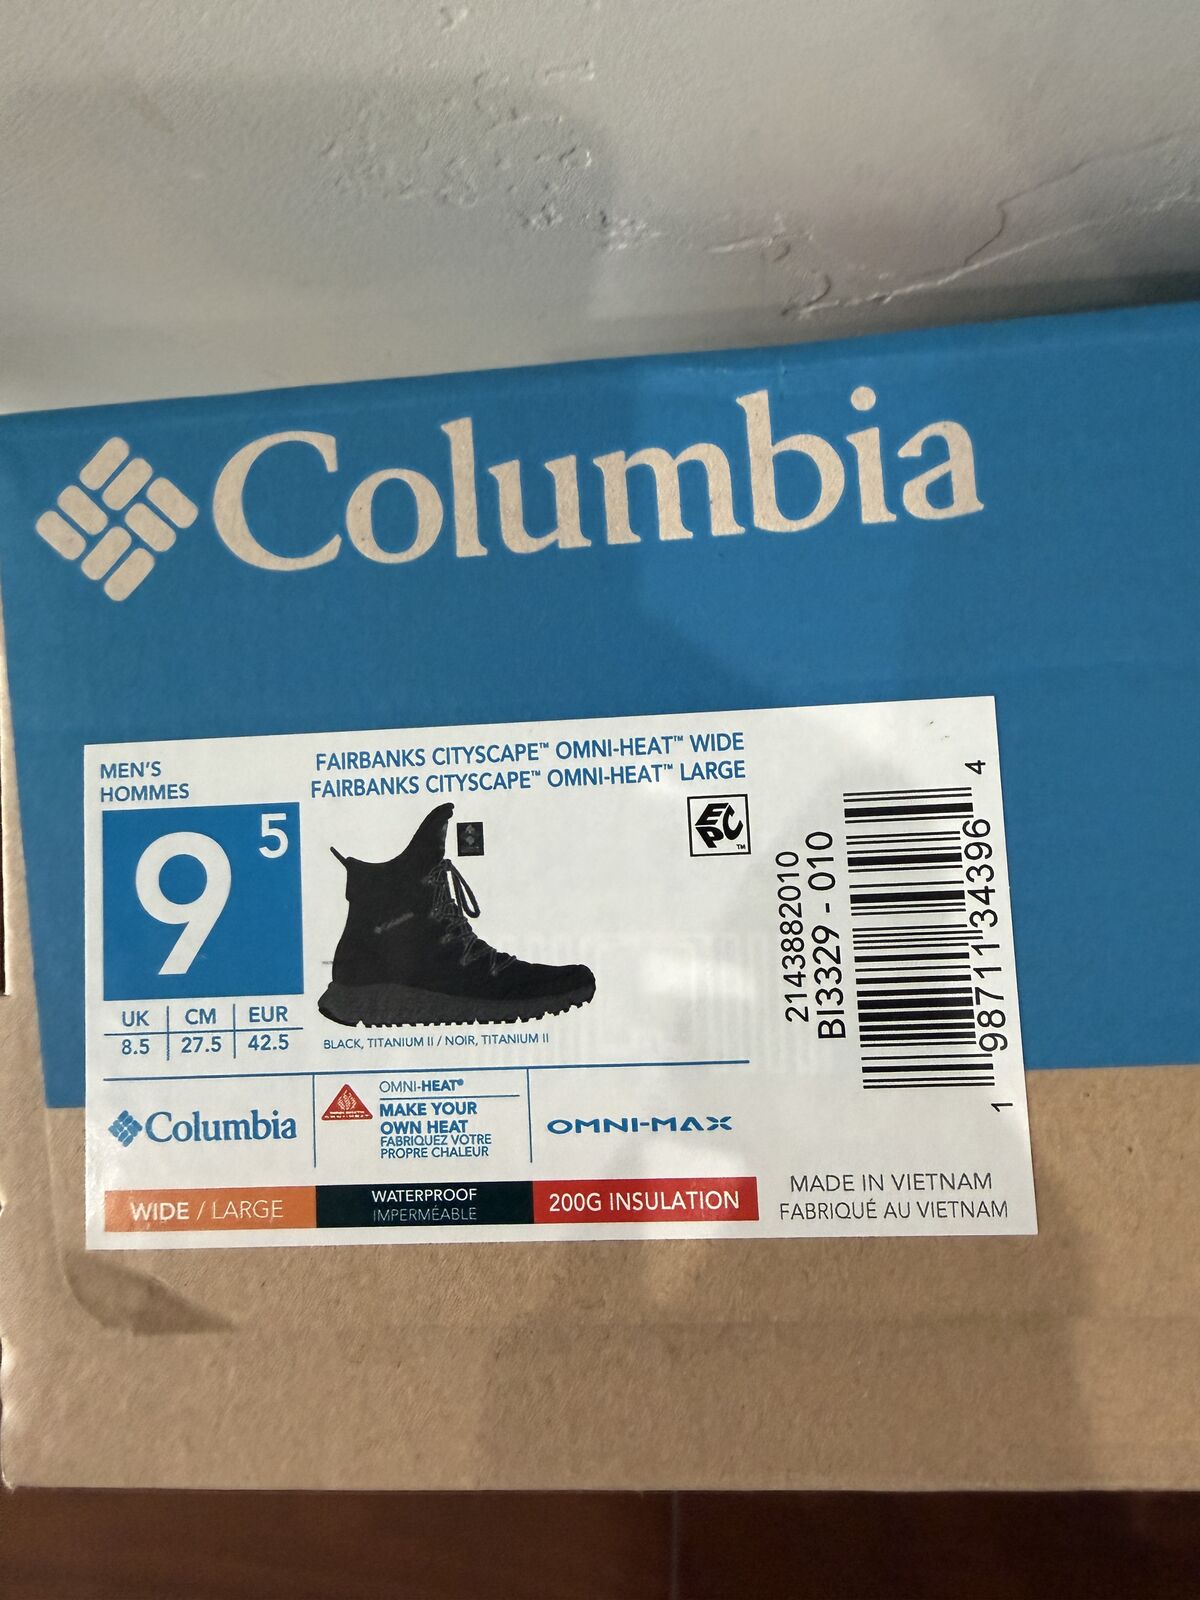 Columbia
MEN'S
HOMMES
9 5
UK CM EUR
8.5 27.5 42.5
FAIRBANKS CITYSCAPE™ OMNI-HEAT™ WIDE
FAIRBANKS CITYSCAPE™ OMNI-HEAT™ LARGE
EPC™
BLACK, TITANIUM II / NOIR, TITANIUM II
2143882010
BI3329 - 010
1 98711 34396 4
Columbia
OMNI-HEAT®
MAKE YOUR
OWN HEAT
FABRIQUEZ VOTRE
PROPRE CHALEUR
OMNI-MAX
WIDE / LARGE
WATERPROOF
IMPERMÉABLE
200G INSULATION
MADE IN VIETNAM
FABRIQUÉ AU VIETNAM